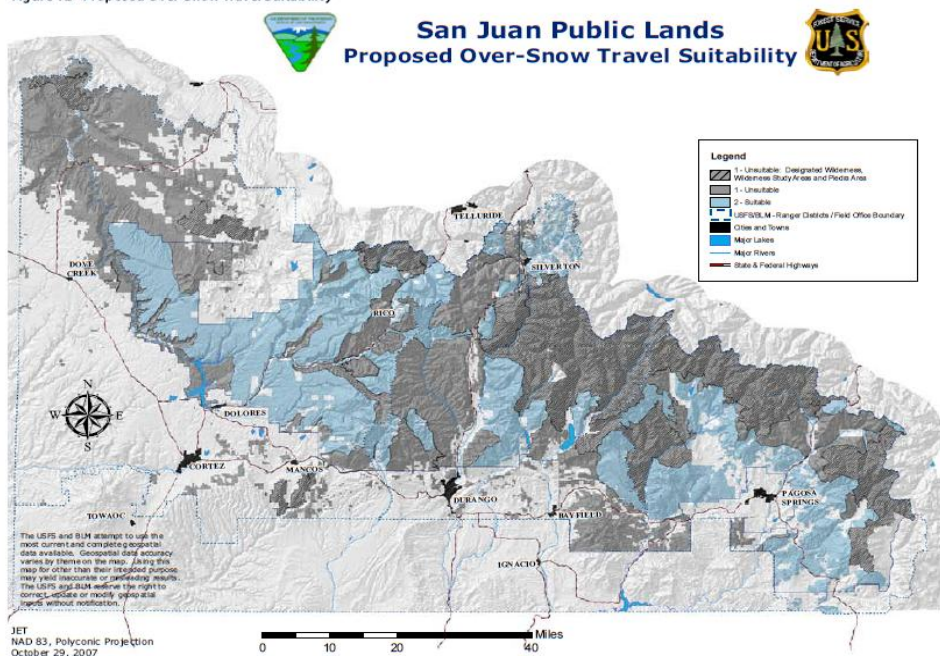 San Juan Public Lands
Proposed Over-Snow Travel Suitability
FOREST SERVICE
U S
DEPARTMENT OF AGRICULTURE
Legend
1 - Unsuitable: Designated Wilderness,
Wilderness Study Areas and Piedra Area
1 - Unsuitable
2 - Suitable
USFS/BLM - Ranger Districts / Field Office Boundary
Cities and Towns
Major Lakes
Major Rivers
State & Federal Highways
TELLURIDE
SILVERTON
DOVE
CREEK
RICO
N
W E
S
DOLORES
CORTEZ
MANCOS
DURANGO
PAGOSA
SPRINGS
TOWAOC
BAYFIELD
IGNACIO
The USFS and BLM attempt to use the
most current and complete geospatial
data available. Geospatial data accuracy
varies by theme on the map. Using this
map for other than their intended purpose
may yield inaccurate or misleading results.
The USFS and BLM reserve the right to
correct, update or modify geospatial
inputs without notification.
JET
NAD 83, Polyconic Projection
October 29, 2007
Miles
0 10 20 40